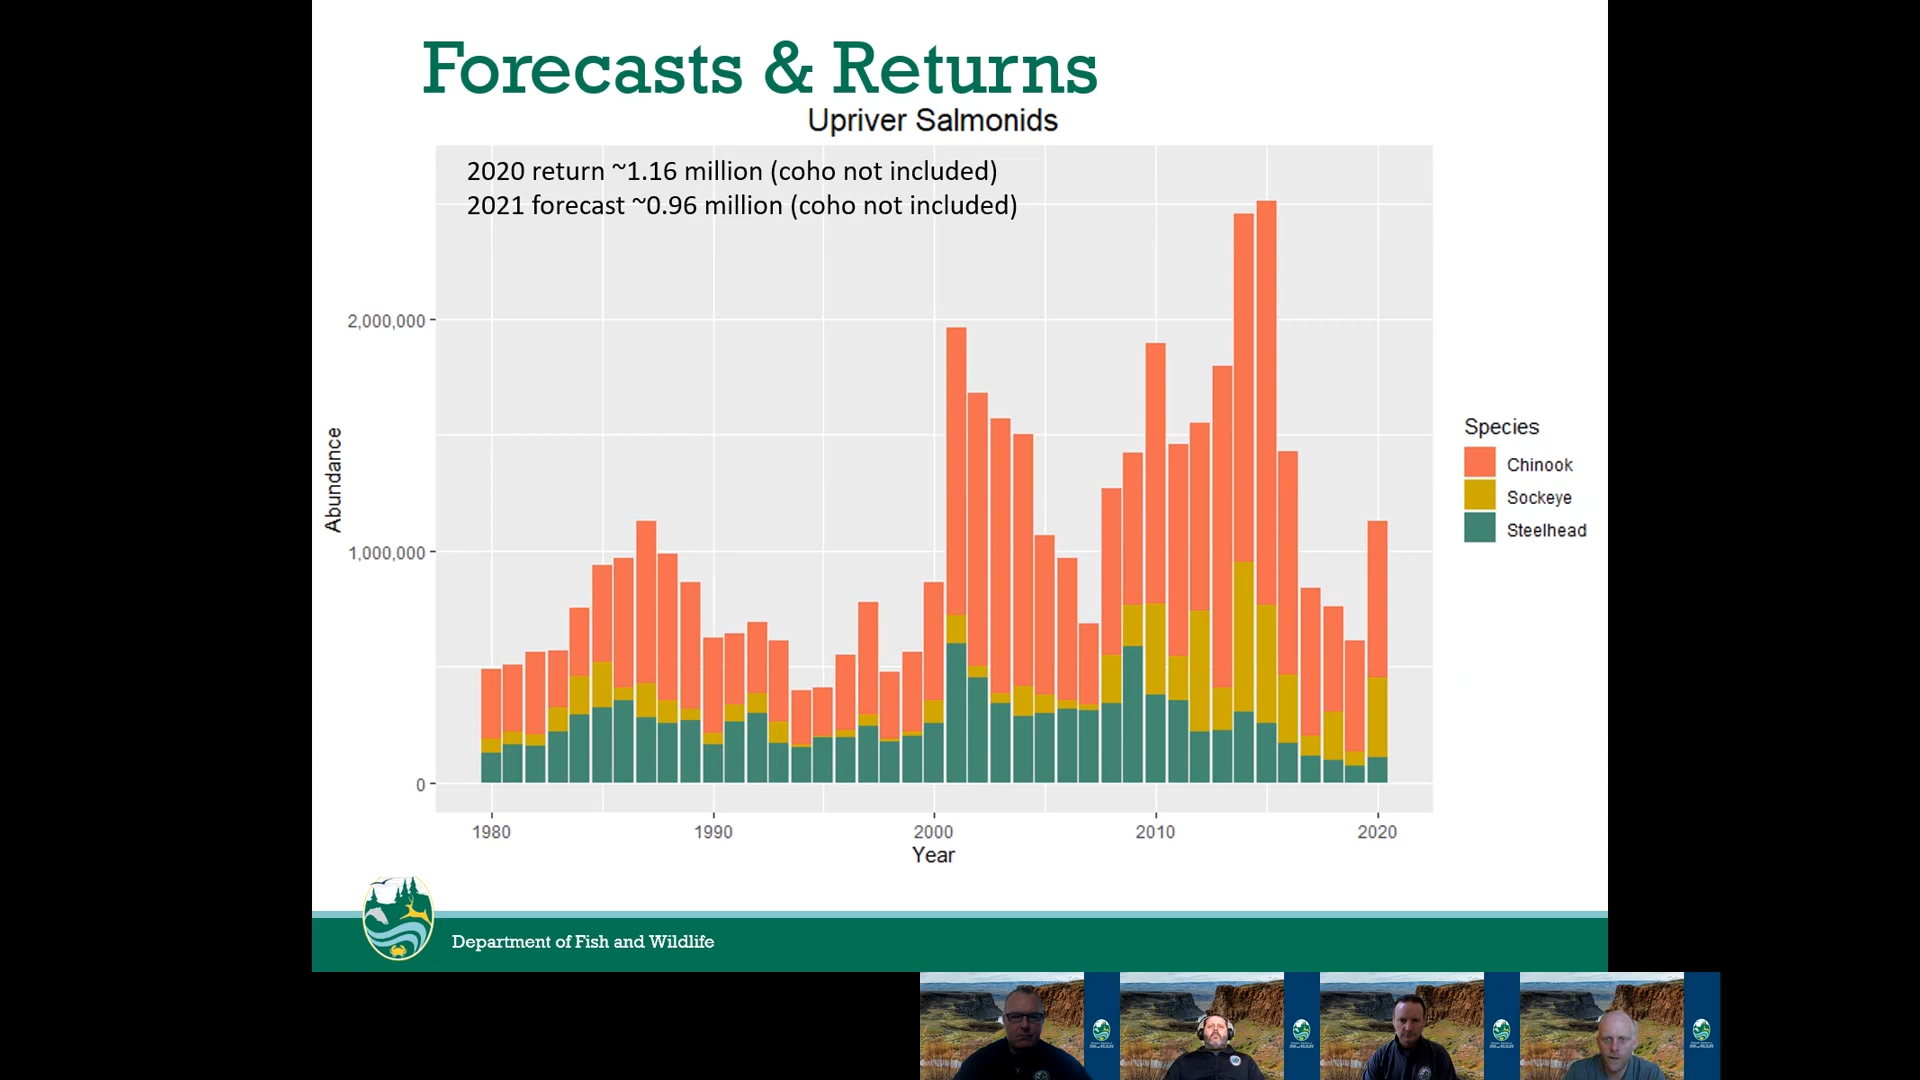 Forecasts & Returns
Upriver Salmonids
2020 return ~1.16 million (coho not included)
2021 forecast ~0.96 million (coho not included)
2,000,000
1,000,000
0
Abundance
1980
1990
2000
2010
2020
Year
Species
Chinook
Sockeye
Steelhead
Department of Fish and Wildlife